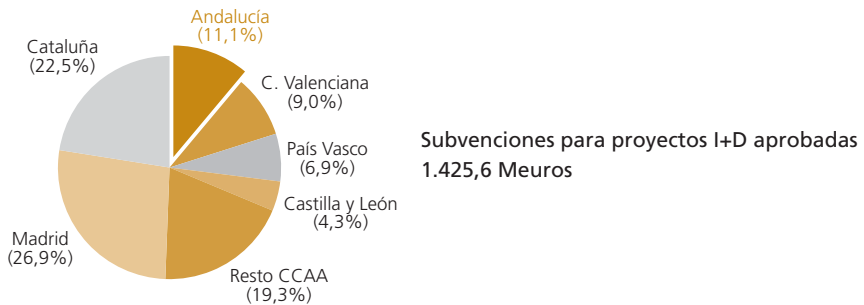 Andalucía
(11,1%)
C. Valenciana
(9,0%)
País Vasco
(6,9%)
Castilla y León
(4,3%)
Resto CCAA
(19,3%)
Madrid
(26,9%)
Cataluña
(22,5%)
Subvenciones para proyectos I+D aprobadas
1.425,6 Meuros